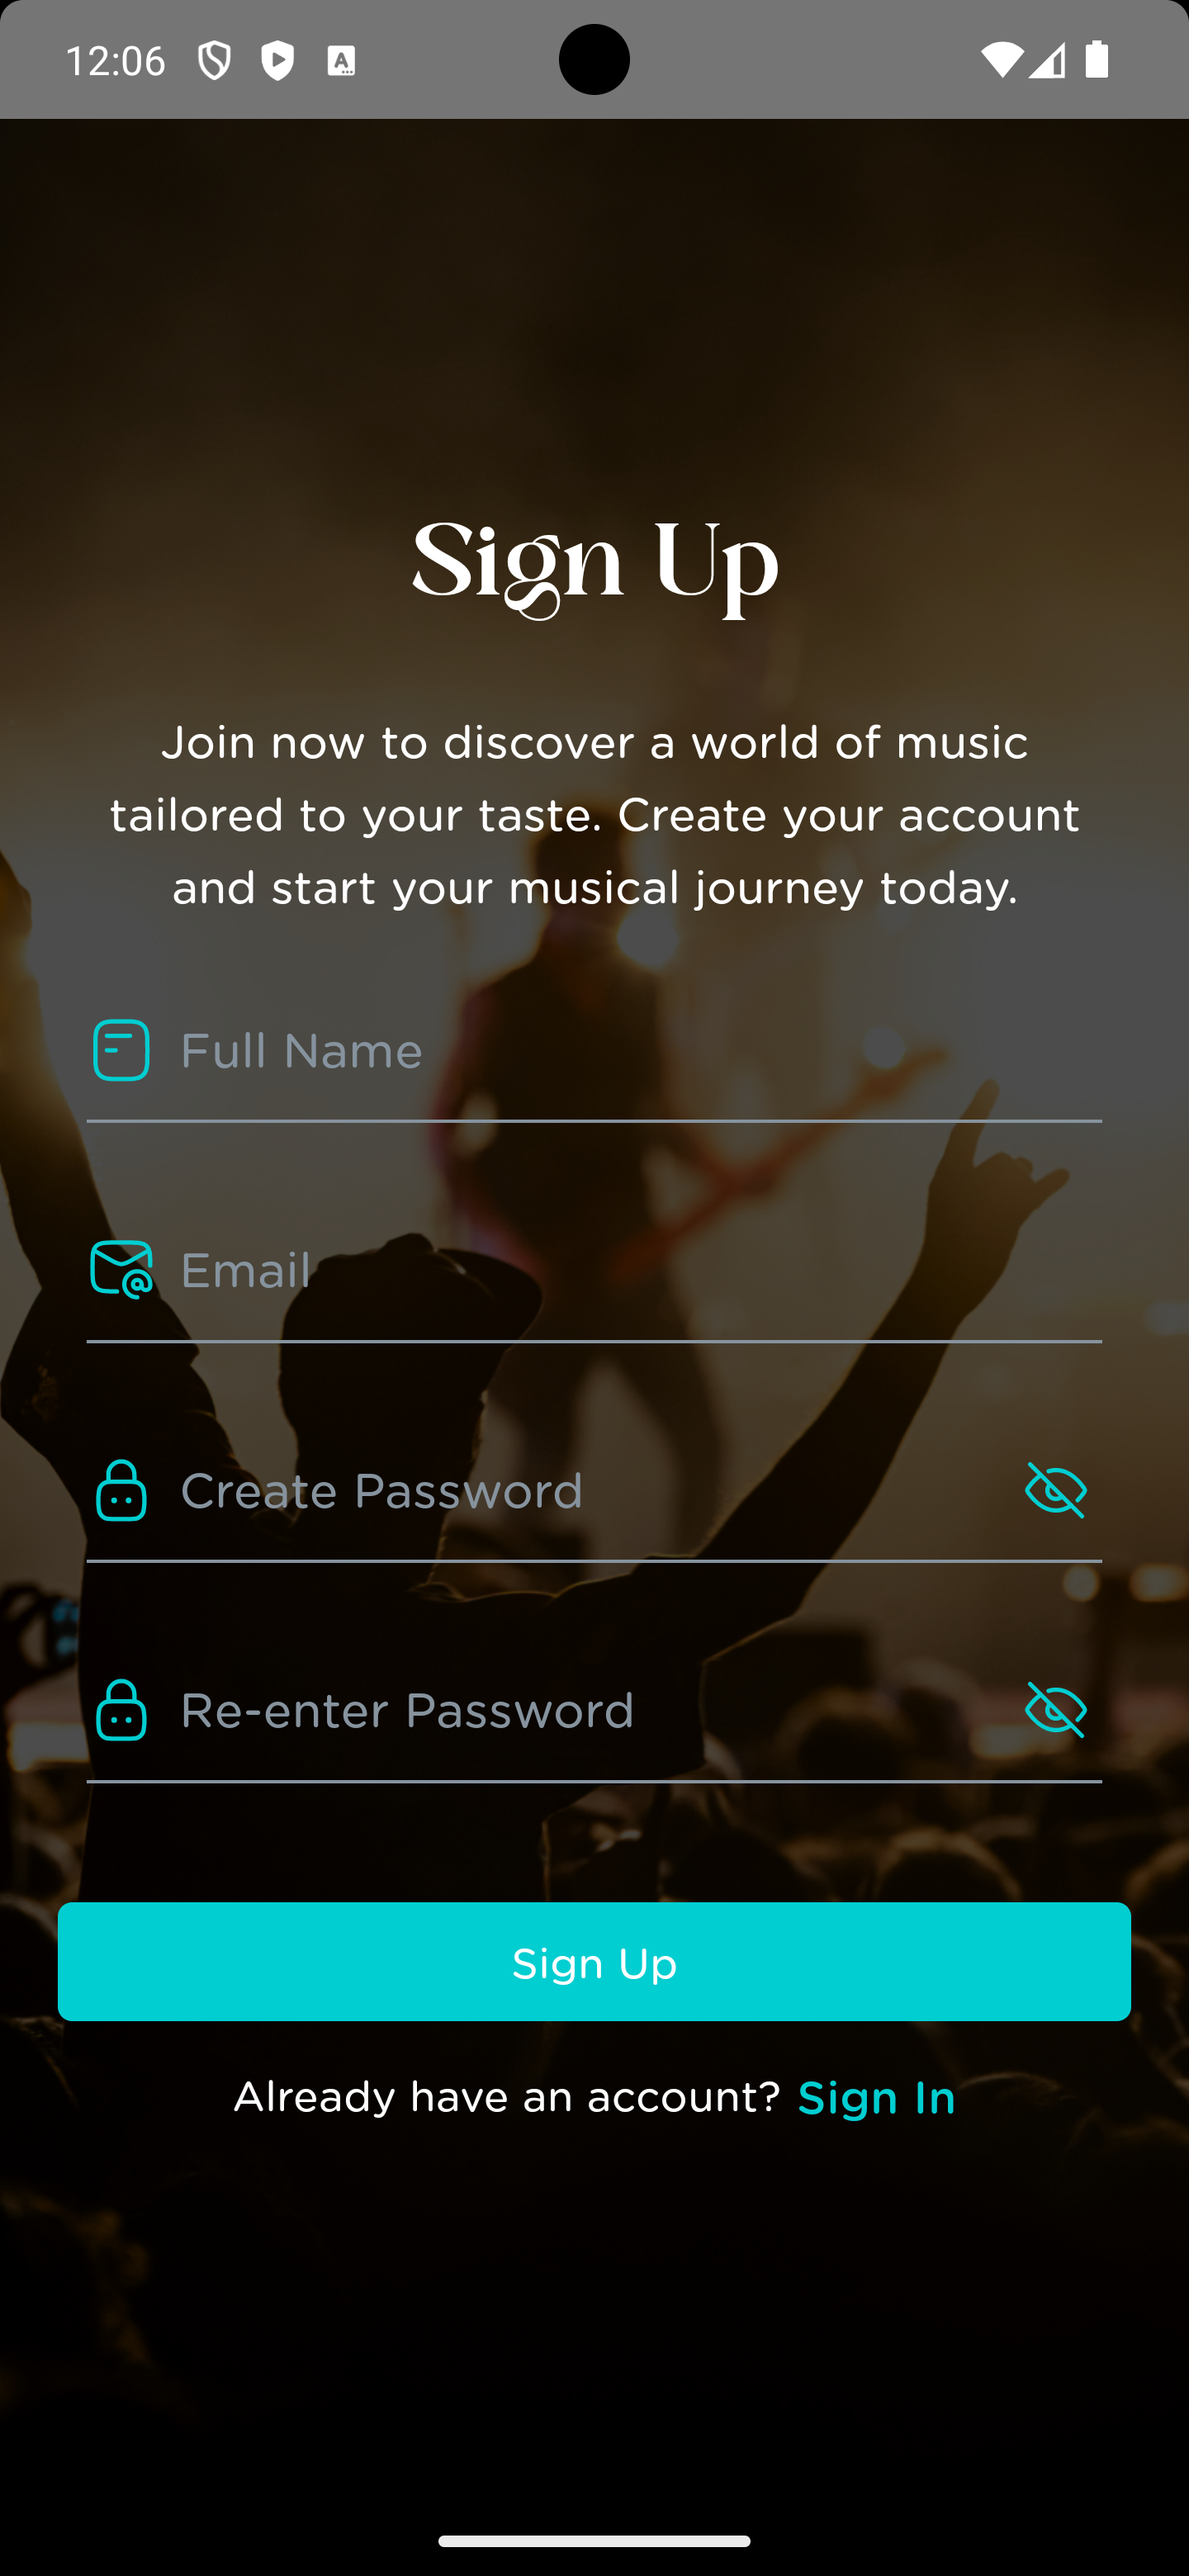 12:06
Sign Up
Join now to discover a world of music
tailored to your taste. Create your account
and start your musical journey today.
Full Name
Email
Create Password
Re-enter Password
Sign Up
Already have an account? Sign In